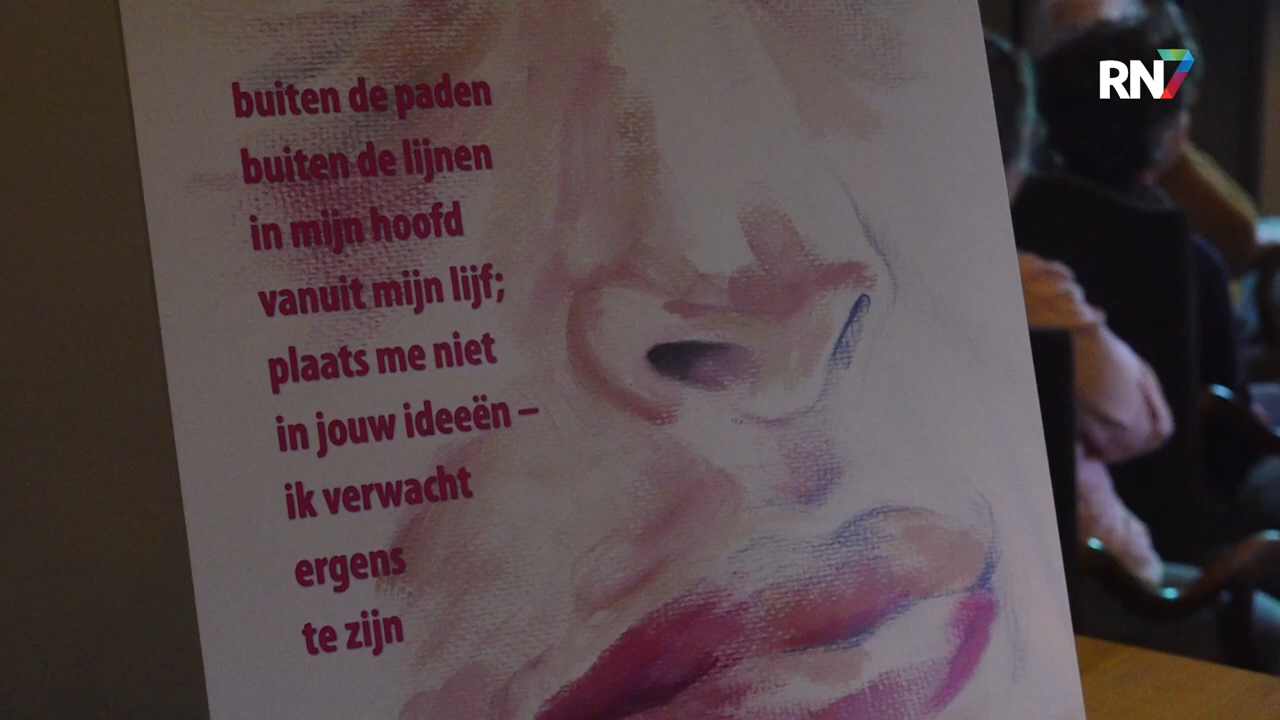 RN7
buiten de paden
buiten de lijnen
in mijn hoofd
vanuit mijn lijf;
plaats me niet
in jouw ideeën –
ik verwacht
ergens
te zijn